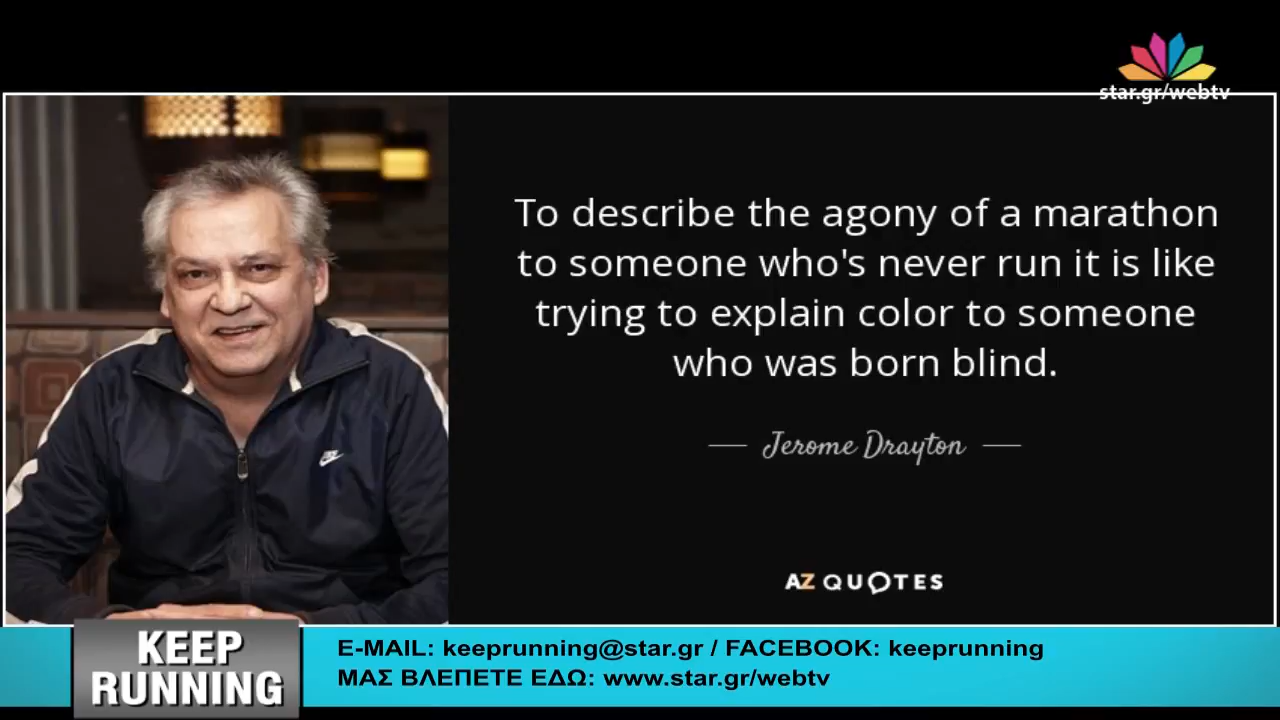 star.gr/webtv
To describe the agony of a marathon
to someone who's never run it is like
trying to explain color to someone
who was born blind.
Jerome Drayton
AZ QUOTES
KEEP
RUNNING
E-MAIL: keeprunning@star.gr / FACEBOOK: keeprunning
ΜΑΣ ΒΛΕΠΕΤΕ ΕΔΩ: www.star.gr/webtv